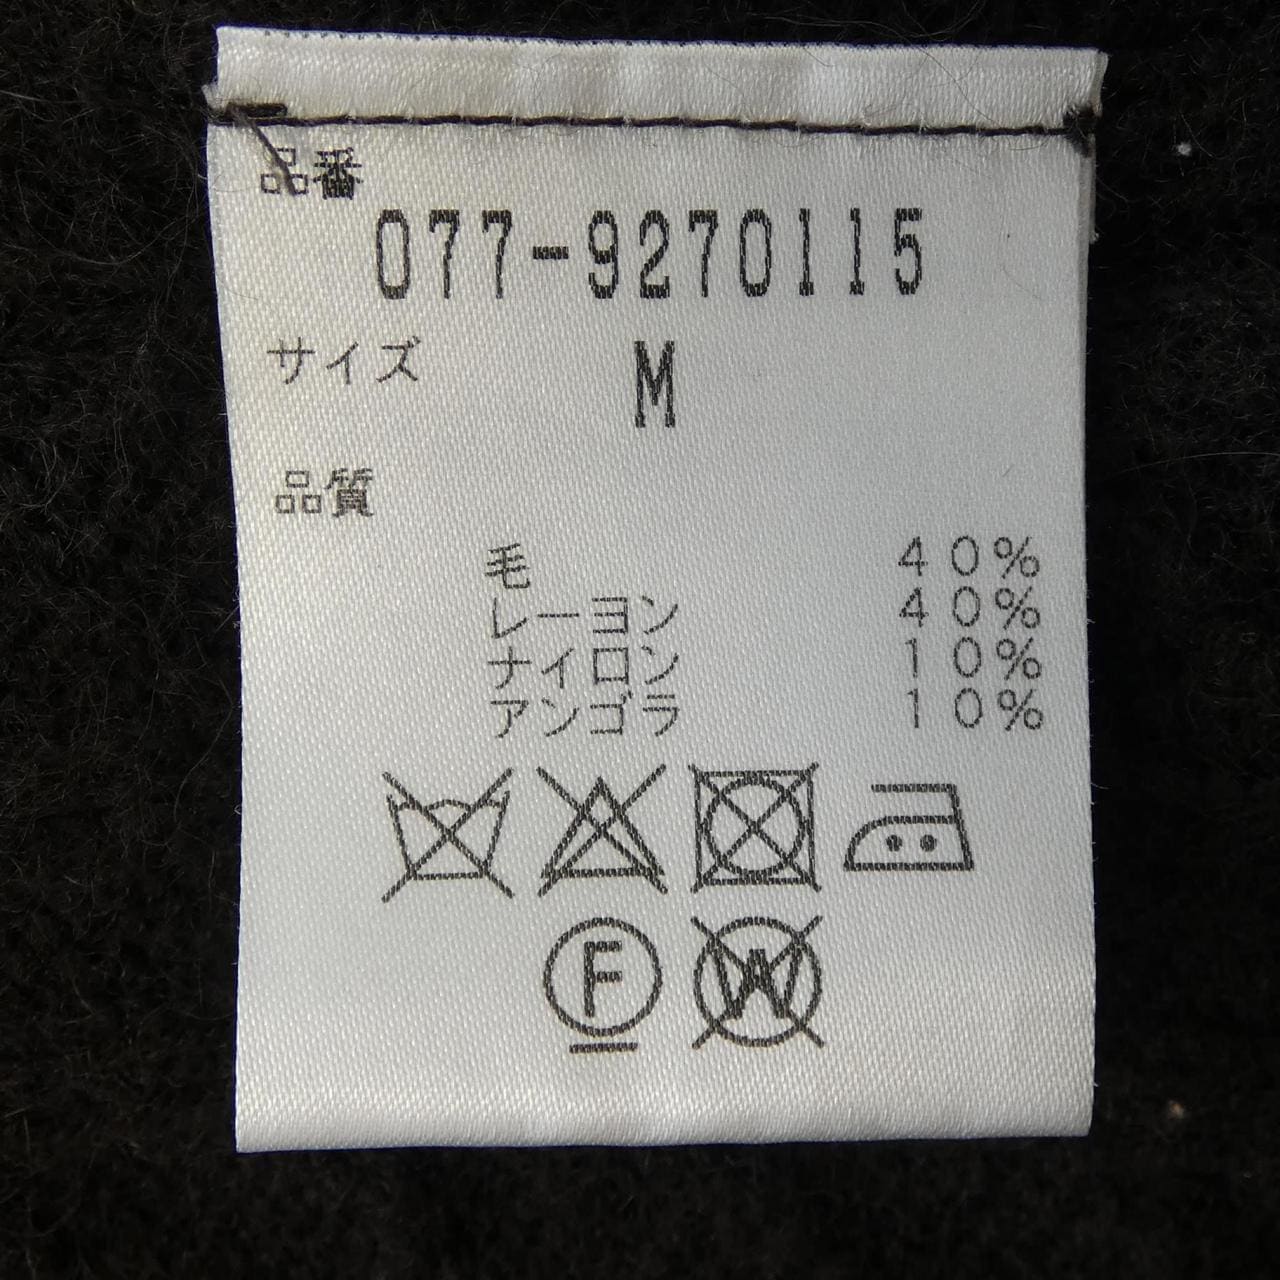 品番
077-9270115
サイズ M
品質
毛 40%
レーヨン 40%
ナイロン 10%
アンゴラ 10%
F W